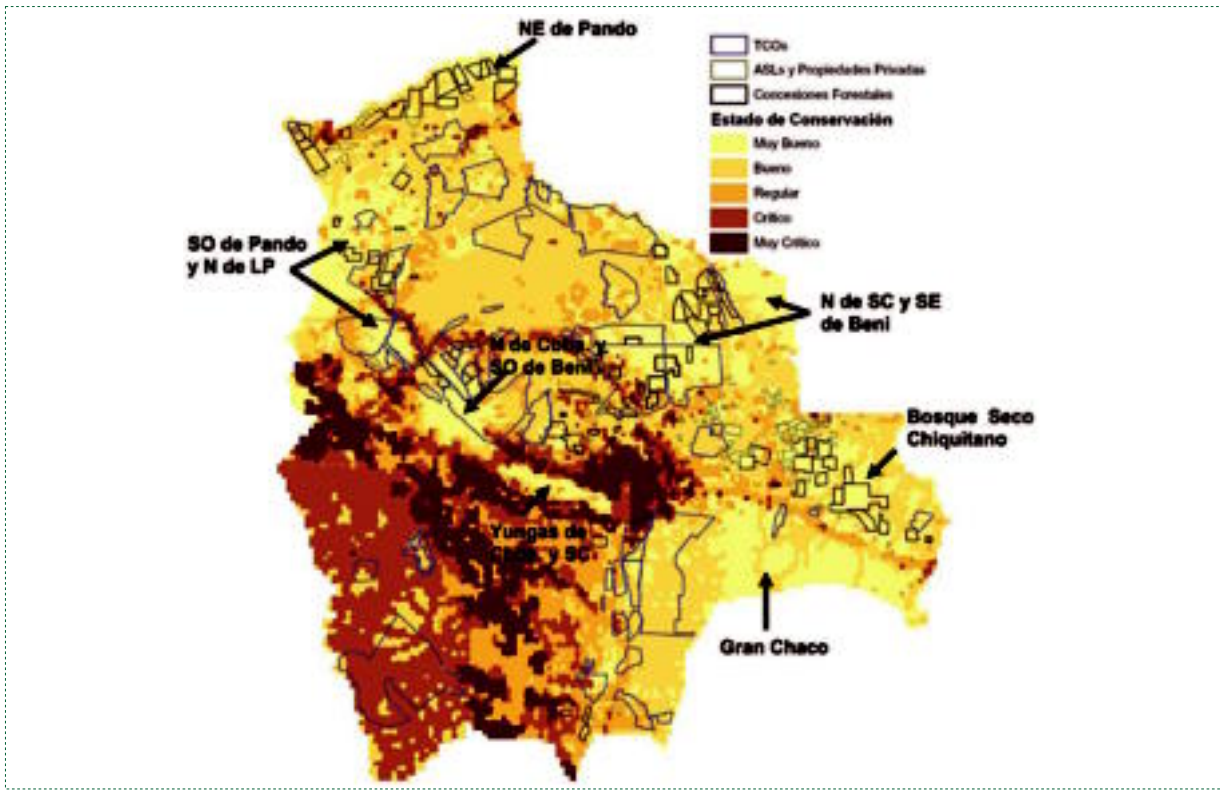 NE de Pando
TCOs
ASLs y Propiedades Privadas
Concesiones Forestales
Estado de Conservación
Muy Bueno
Bueno
Regular
Crítico
Muy Crítico
SO de Pando
y N de LP
N de SC y SE
de Beni
N de Cbba. y
SO de Beni
Bosque Seco
Chiquitano
Yungas de
Cbba. y SC
Gran Chaco